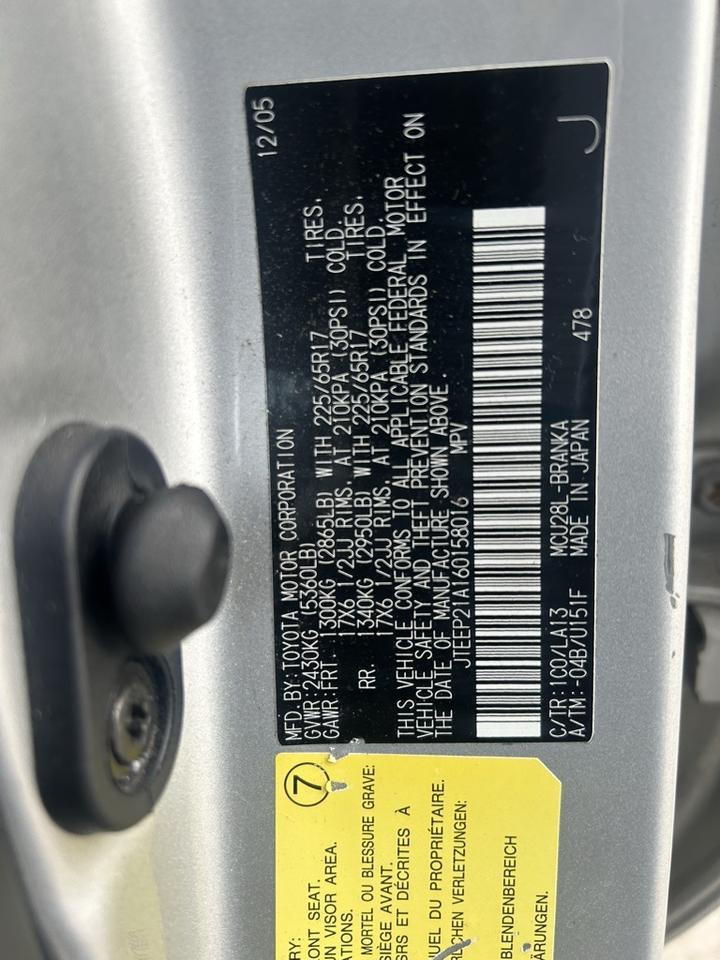 12/05
MFD.BY:TOYOTA MOTOR CORPORATION
GVWR:2430KG (5360LB)
GAWR:FRT. 1300KG (2865LB) WITH 225/65R17 TIRES,
17X6 1/2JJ RIMS, AT 210KPA (30PSI) COLD.
RR. 1340KG (2950LB) WITH 225/65R17 TIRES,
17X6 1/2JJ RIMS, AT 210KPA (30PSI) COLD.
THIS VEHICLE CONFORMS TO ALL APPLICABLE FEDERAL MOTOR
VEHICLE SAFETY AND THEFT PREVENTION STANDARDS IN EFFECT ON
THE DATE OF MANUFACTURE SHOWN ABOVE.
JTEEP21A160158016 MPV
C/TR:1C0/LA13 MCU28L-BRANKA
A/TM:-04B/U151F MADE IN JAPAN 478
J
7
RY:
ONT SEAT.
UN VISOR AREA.
ATIONS.
MORTEL OU BLESSURE GRAVE:
SIÈGE AVANT.
SRS ET DÉCRITES À
NUEL DU PROPRIÉTAIRE.
RLICHEN VERLETZUNGEN:
BLENDENBEREICH
ÄRUNGEN.